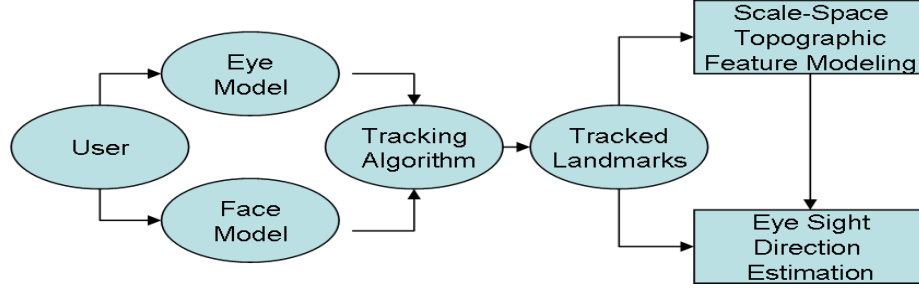 User
Eye
Model
Face
Model
Tracking
Algorithm
Tracked
Landmarks
Scale-Space
Topographic
Feature Modeling
Eye Sight
Direction
Estimation